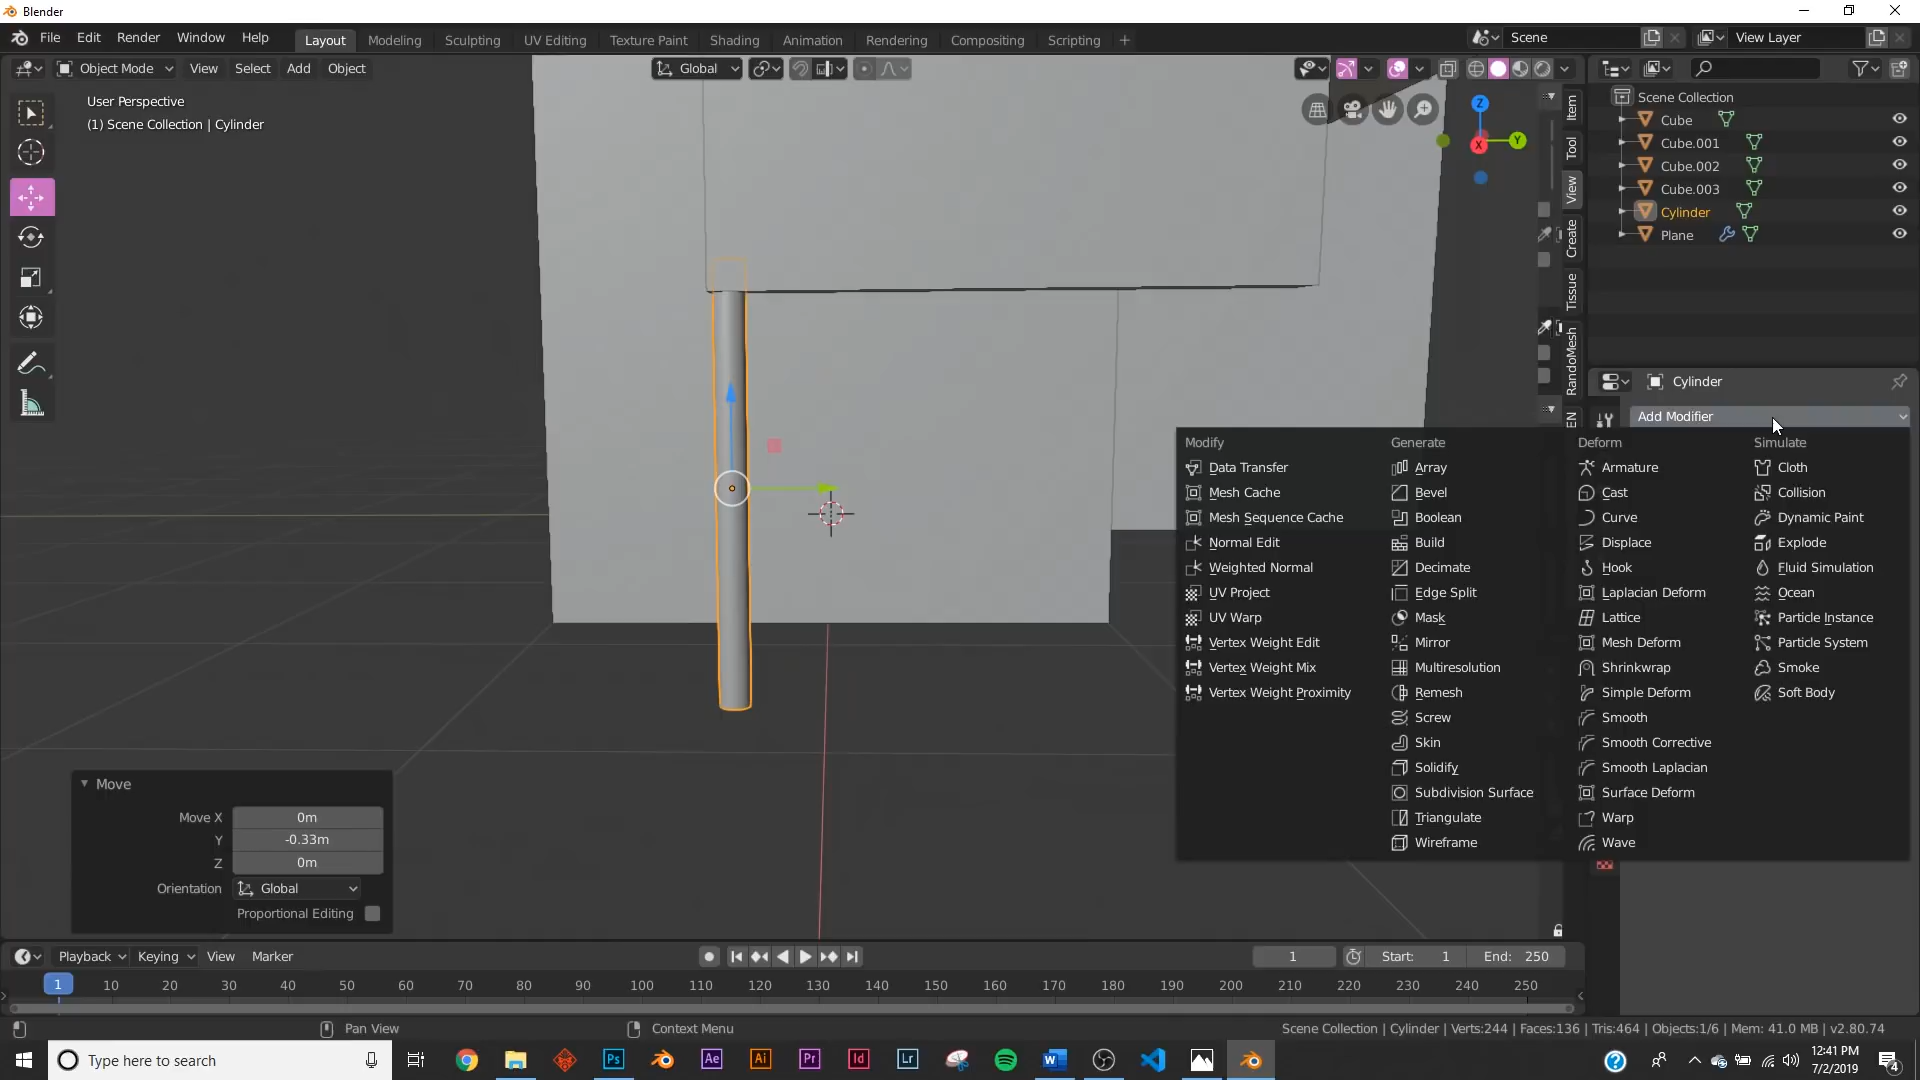 Blender
File Edit Render Window Help
Layout Modeling Sculpting UV Editing Texture Paint Shading Animation Rendering Compositing Scripting +
Scene
View Layer
Object Mode View Select Add Object
Global
User Perspective
(1) Scene Collection | Cylinder
Z
Y
X
Item
Tool
View
Create
Tissue
RandoMesh
EN
Scene Collection
Cube
Cube.001
Cube.002
Cube.003
Cylinder
Plane
Cylinder
Add Modifier
Modify Generate Deform Simulate
Data Transfer Array Armature Cloth
Mesh Cache Bevel Cast Collision
Mesh Sequence Cache Boolean Curve Dynamic Paint
Normal Edit Build Displace Explode
Weighted Normal Decimate Hook Fluid Simulation
UV Project Edge Split Laplacian Deform Ocean
UV Warp Mask Lattice Particle Instance
Vertex Weight Edit Mirror Mesh Deform Particle System
Vertex Weight Mix Multiresolution Shrinkwrap Smoke
Vertex Weight Proximity Remesh Simple Deform Soft Body
Screw Smooth
Skin Smooth Corrective
Solidify Smooth Laplacian
Subdivision Surface Surface Deform
Triangulate Warp
Wireframe Wave
Move
Move X 0m
Y -0.33m
Z 0m
Orientation Global
Proportional Editing
Playback Keying View Marker
1 Start: 1 End: 250
1 10 20 30 40 50 60 70 80 90 100 110 120 130 140 150 160 170 180 190 200 210 220 230 240 250
Pan View Context Menu
Scene Collection | Cylinder | Verts:244 | Faces:136 | Tris:464 | Objects:1/6 | Mem: 41.0 MB | v2.80.74
Type here to search
Ps Ae Ai Pr Id Lr
12:41 PM
7/2/2019
4